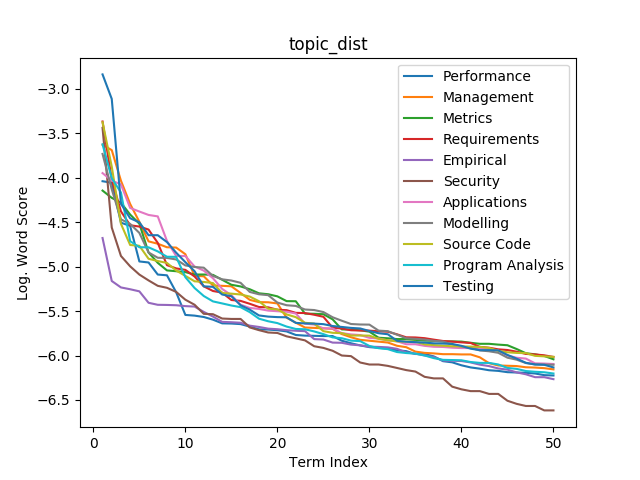 topic_dist
Log. Word Score
−3.0
−3.5
−4.0
−4.5
−5.0
−5.5
−6.0
−6.5
Performance
Management
Metrics
Requirements
Empirical
Security
Applications
Modelling
Source Code
Program Analysis
Testing
0 10 20 30 40 50
Term Index